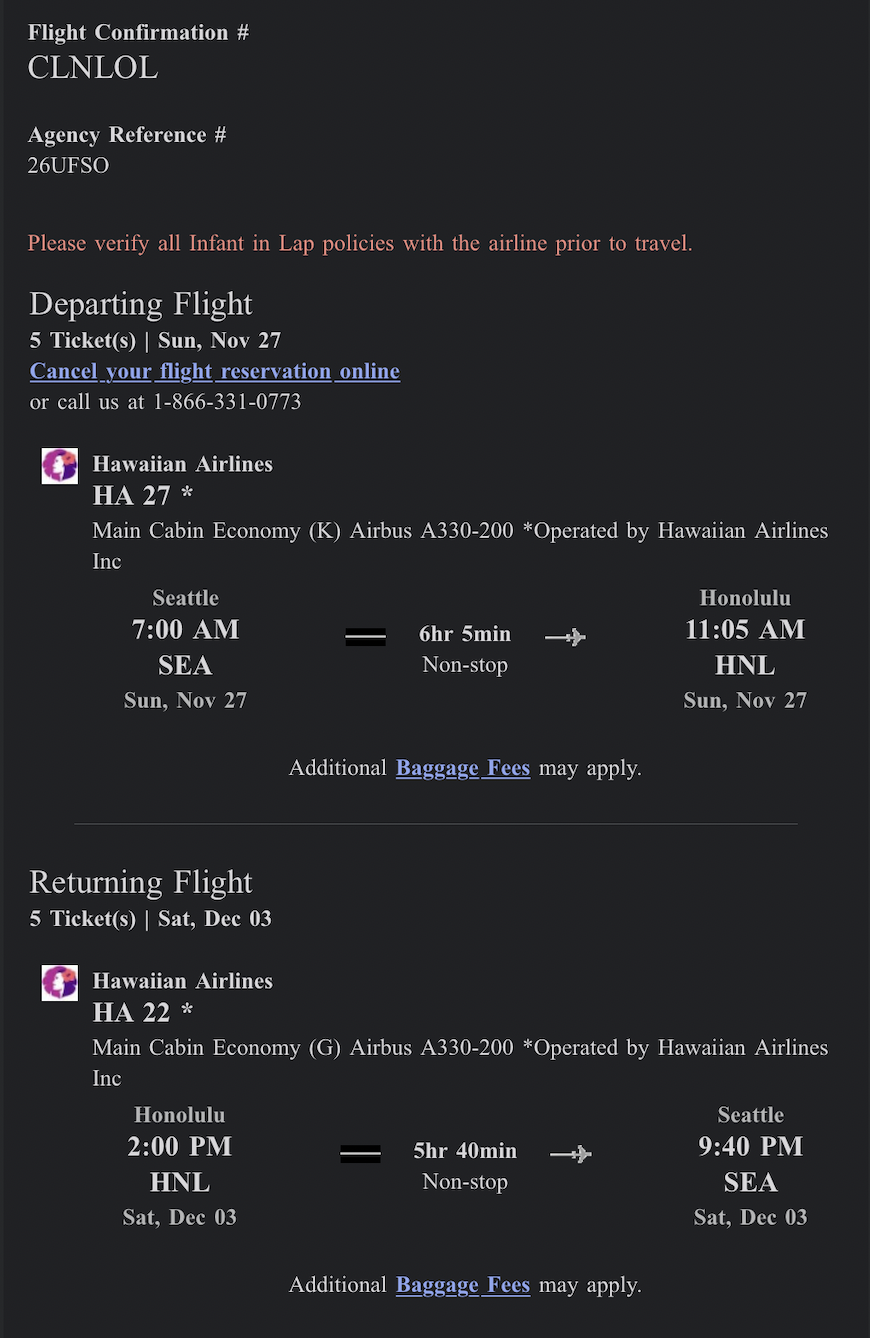 Flight Confirmation #
CLNLOL
Agency Reference #
26UFSO
Please verify all Infant in Lap policies with the airline prior to travel.
Departing Flight
5 Ticket(s) | Sun, Nov 27
Cancel your flight reservation online
or call us at 1-866-331-0773
Hawaiian Airlines
HA 27 *
Main Cabin Economy (K) Airbus A330-200 *Operated by Hawaiian Airlines
Inc
Seattle
7:00 AM
SEA
Sun, Nov 27
6hr 5min
Non-stop
Honolulu
11:05 AM
HNL
Sun, Nov 27
Additional Baggage Fees may apply.
Returning Flight
5 Ticket(s) | Sat, Dec 03
Hawaiian Airlines
HA 22 *
Main Cabin Economy (G) Airbus A330-200 *Operated by Hawaiian Airlines
Inc
Honolulu
2:00 PM
HNL
Sat, Dec 03
5hr 40min
Non-stop
Seattle
9:40 PM
SEA
Sat, Dec 03
Additional Baggage Fees may apply.